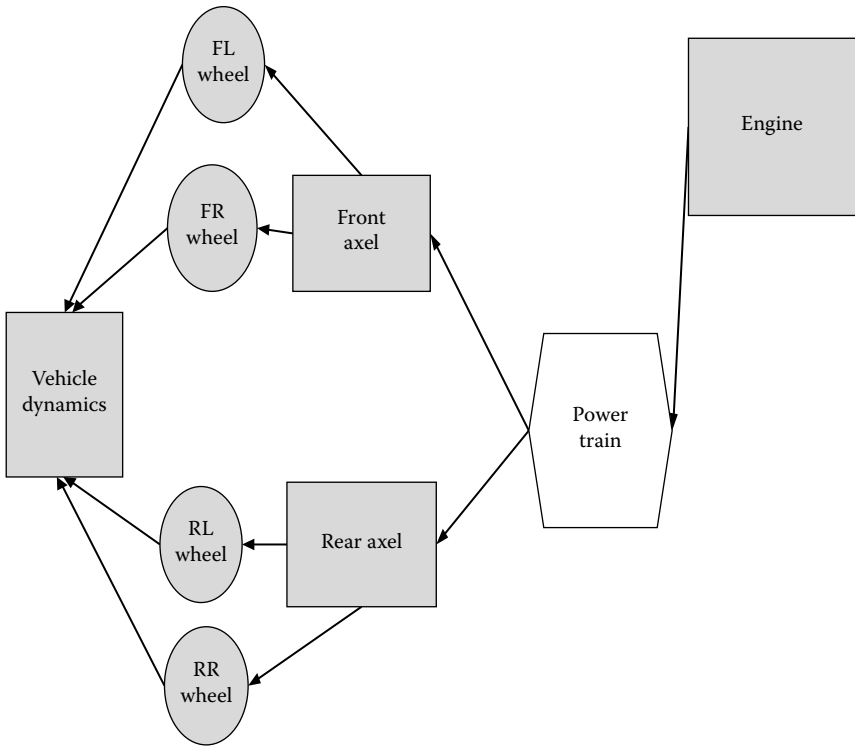 FL
wheel
Engine
FR
wheel
Front
axel
Vehicle
dynamics
Power
train
RL
wheel
Rear axel
RR
wheel